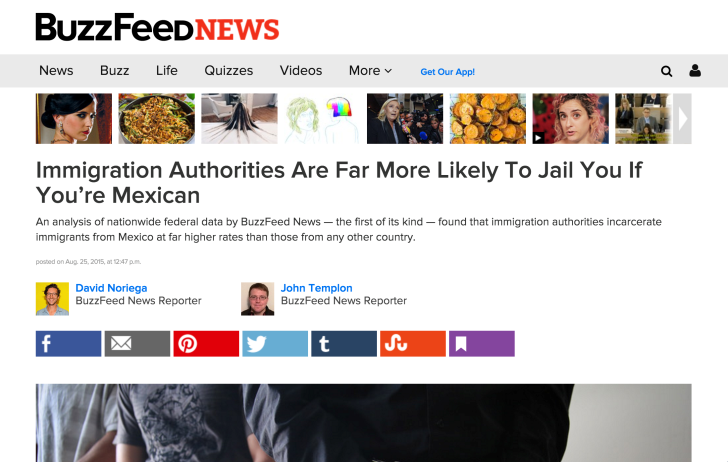 BuzzFeedNEWS
News Buzz Life Quizzes Videos More Get Our App!
Immigration Authorities Are Far More Likely To Jail You If
You're Mexican
An analysis of nationwide federal data by BuzzFeed News — the first of its kind — found that immigration authorities incarcerate
immigrants from Mexico at far higher rates than those from any other country.
posted on Aug. 25, 2015, at 12:47 p.m.
David Noriega John Templon
BuzzFeed News Reporter BuzzFeed News Reporter